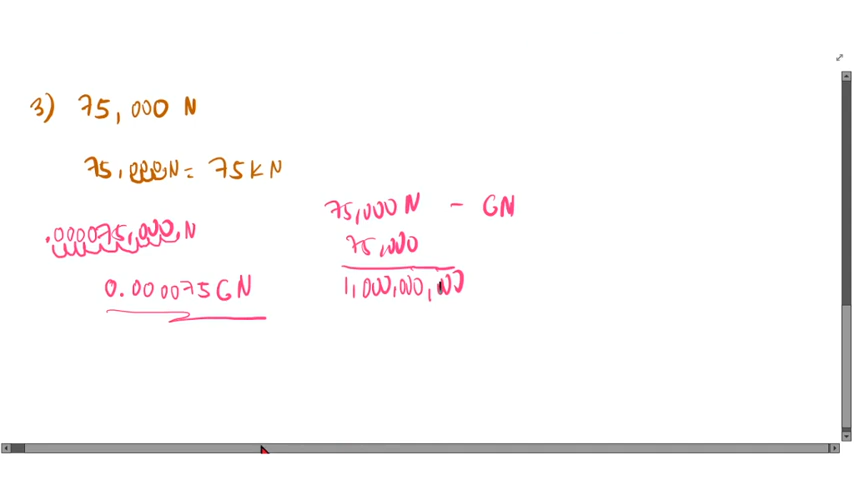 3) 75,000 N
75,000N = 75KN
.000075,000,N
0.000075GN
75,000N - GN
75,000
1,000,000,000